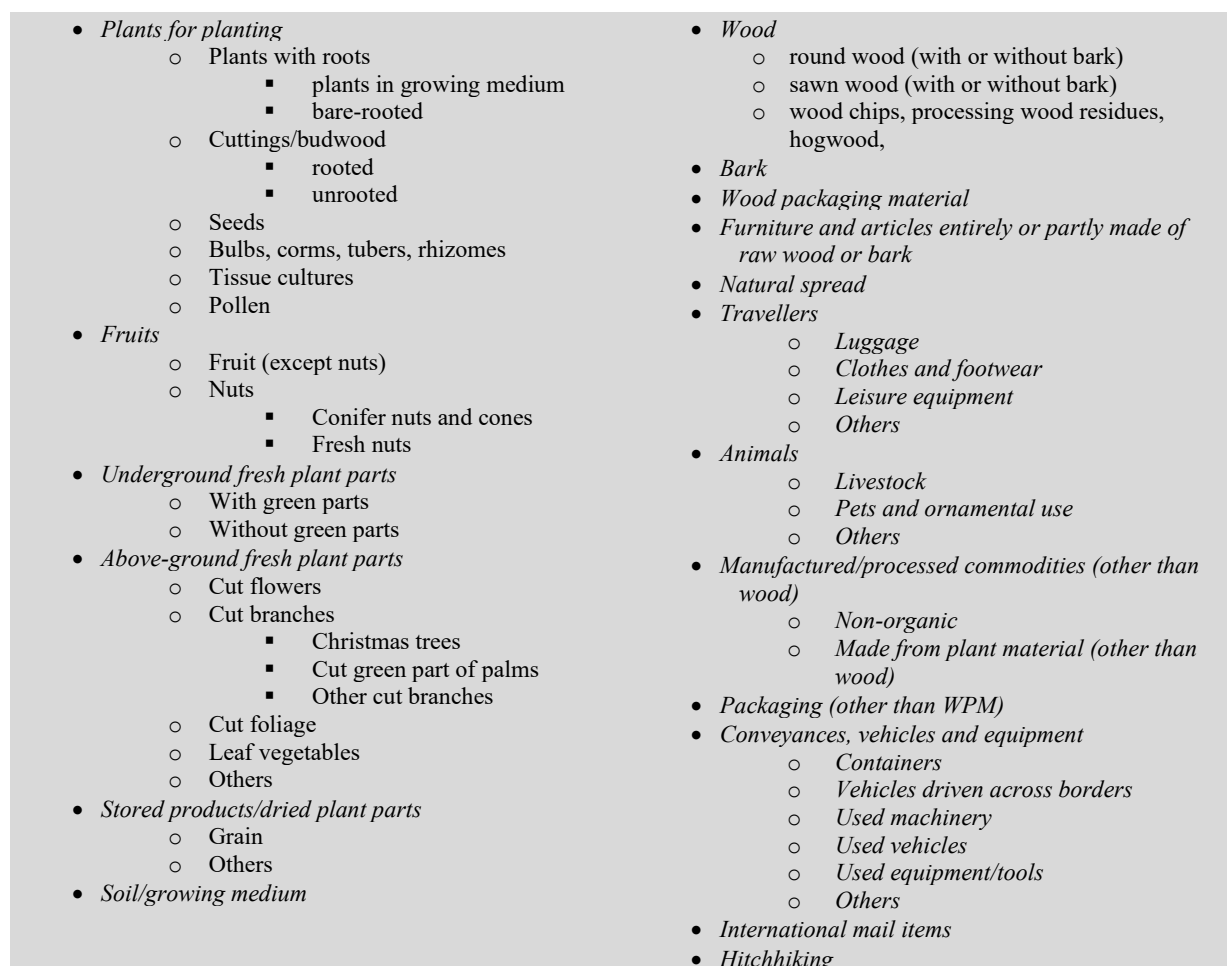 • Plants for planting
o Plants with roots
▪ plants in growing medium
▪ bare-rooted
o Cuttings/budwood
▪ rooted
▪ unrooted
o Seeds
o Bulbs, corms, tubers, rhizomes
o Tissue cultures
o Pollen
• Fruits
o Fruit (except nuts)
o Nuts
▪ Conifer nuts and cones
▪ Fresh nuts
• Underground fresh plant parts
o With green parts
o Without green parts
• Above-ground fresh plant parts
o Cut flowers
o Cut branches
▪ Christmas trees
▪ Cut green part of palms
▪ Other cut branches
o Cut foliage
o Leaf vegetables
o Others
• Stored products/dried plant parts
o Grain
o Others
• Soil/growing medium
• Wood
o round wood (with or without bark)
o sawn wood (with or without bark)
o wood chips, processing wood residues,
hogwood,
• Bark
• Wood packaging material
• Furniture and articles entirely or partly made of
raw wood or bark
• Natural spread
• Travellers
o Luggage
o Clothes and footwear
o Leisure equipment
o Others
• Animals
o Livestock
o Pets and ornamental use
o Others
• Manufactured/processed commodities (other than
wood)
o Non-organic
o Made from plant material (other than
wood)
• Packaging (other than WPM)
• Conveyances, vehicles and equipment
o Containers
o Vehicles driven across borders
o Used machinery
o Used vehicles
o Used equipment/tools
o Others
• International mail items
• Hitchhiking